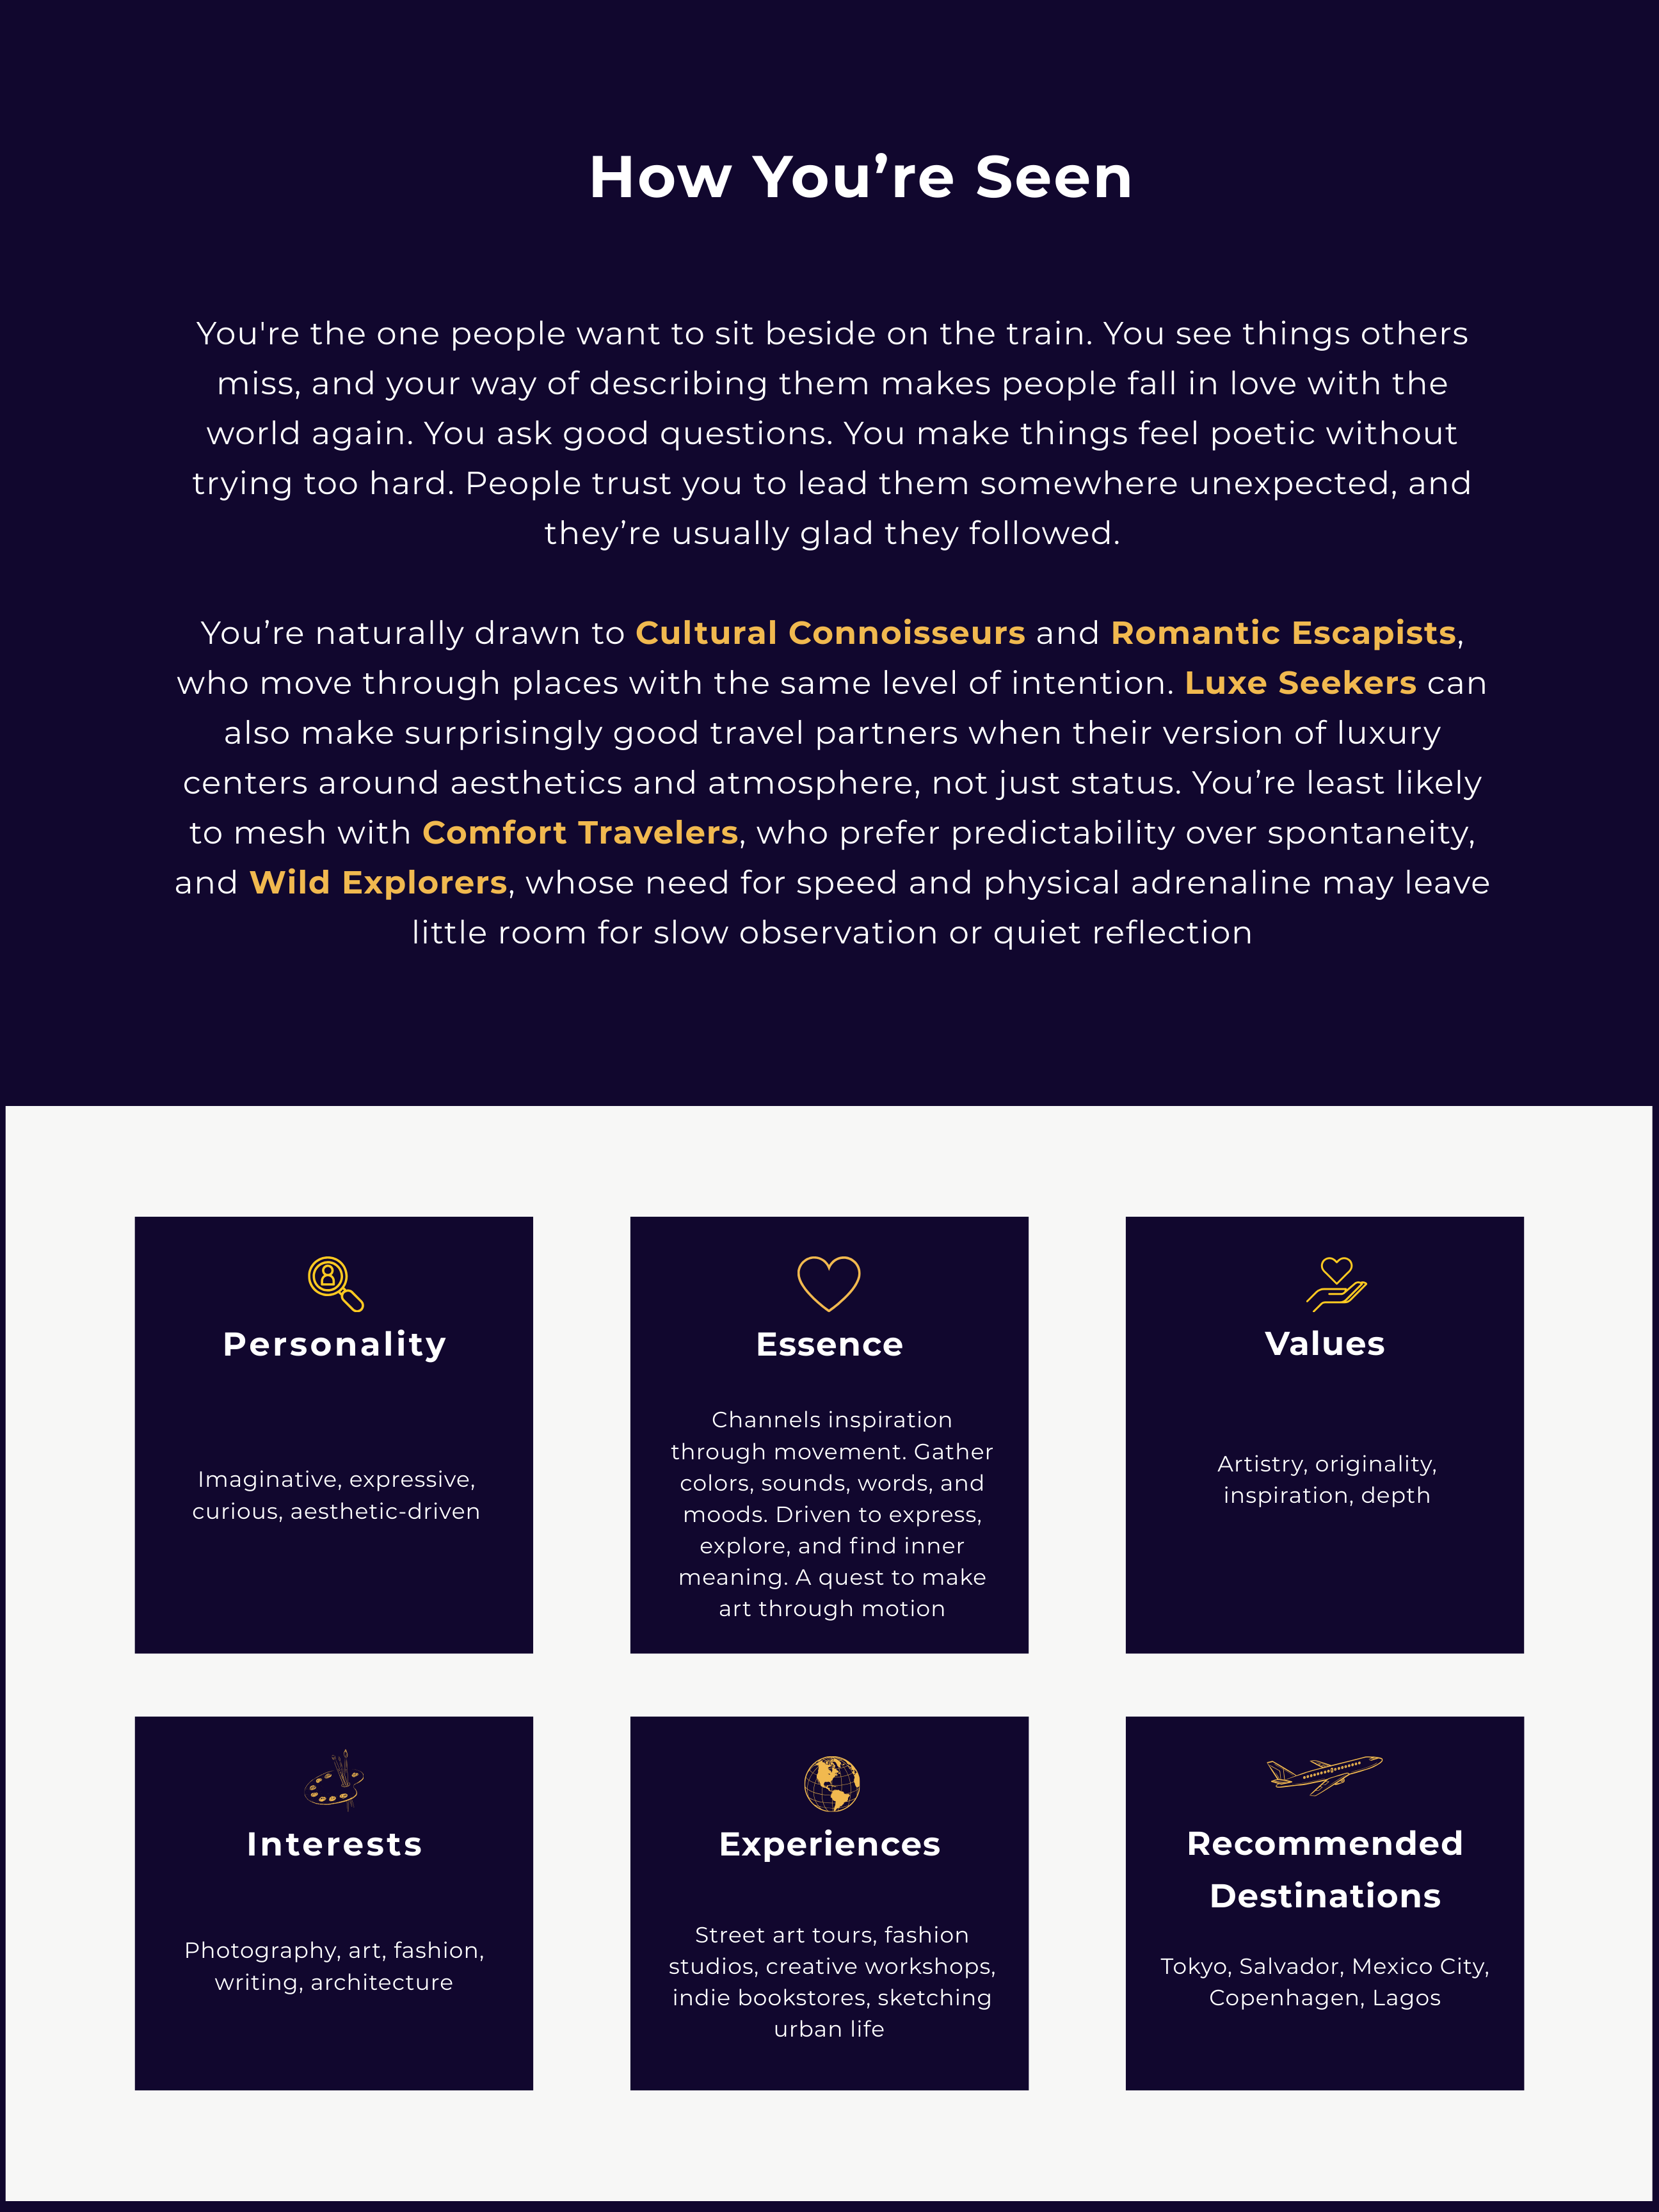 How You’re Seen
You're the one people want to sit beside on the train. You see things others
miss, and your way of describing them makes people fall in love with the
world again. You ask good questions. You make things feel poetic without
trying too hard. People trust you to lead them somewhere unexpected, and
they’re usually glad they followed.
You’re naturally drawn to Cultural Connoisseurs and Romantic Escapists,
who move through places with the same level of intention. Luxe Seekers can
also make surprisingly good travel partners when their version of luxury
centers around aesthetics and atmosphere, not just status. You’re least likely
to mesh with Comfort Travelers, who prefer predictability over spontaneity,
and Wild Explorers, whose need for speed and physical adrenaline may leave
little room for slow observation or quiet reflection
Personality
Imaginative, expressive,
curious, aesthetic-driven
Essence
Channels inspiration
through movement. Gather
colors, sounds, words, and
moods. Driven to express,
explore, and find inner
meaning. A quest to make
art through motion
Values
Artistry, originality,
inspiration, depth
Interests
Photography, art, fashion,
writing, architecture
Experiences
Street art tours, fashion
studios, creative workshops,
indie bookstores, sketching
urban life
Recommended
Destinations
Tokyo, Salvador, Mexico City,
Copenhagen, Lagos